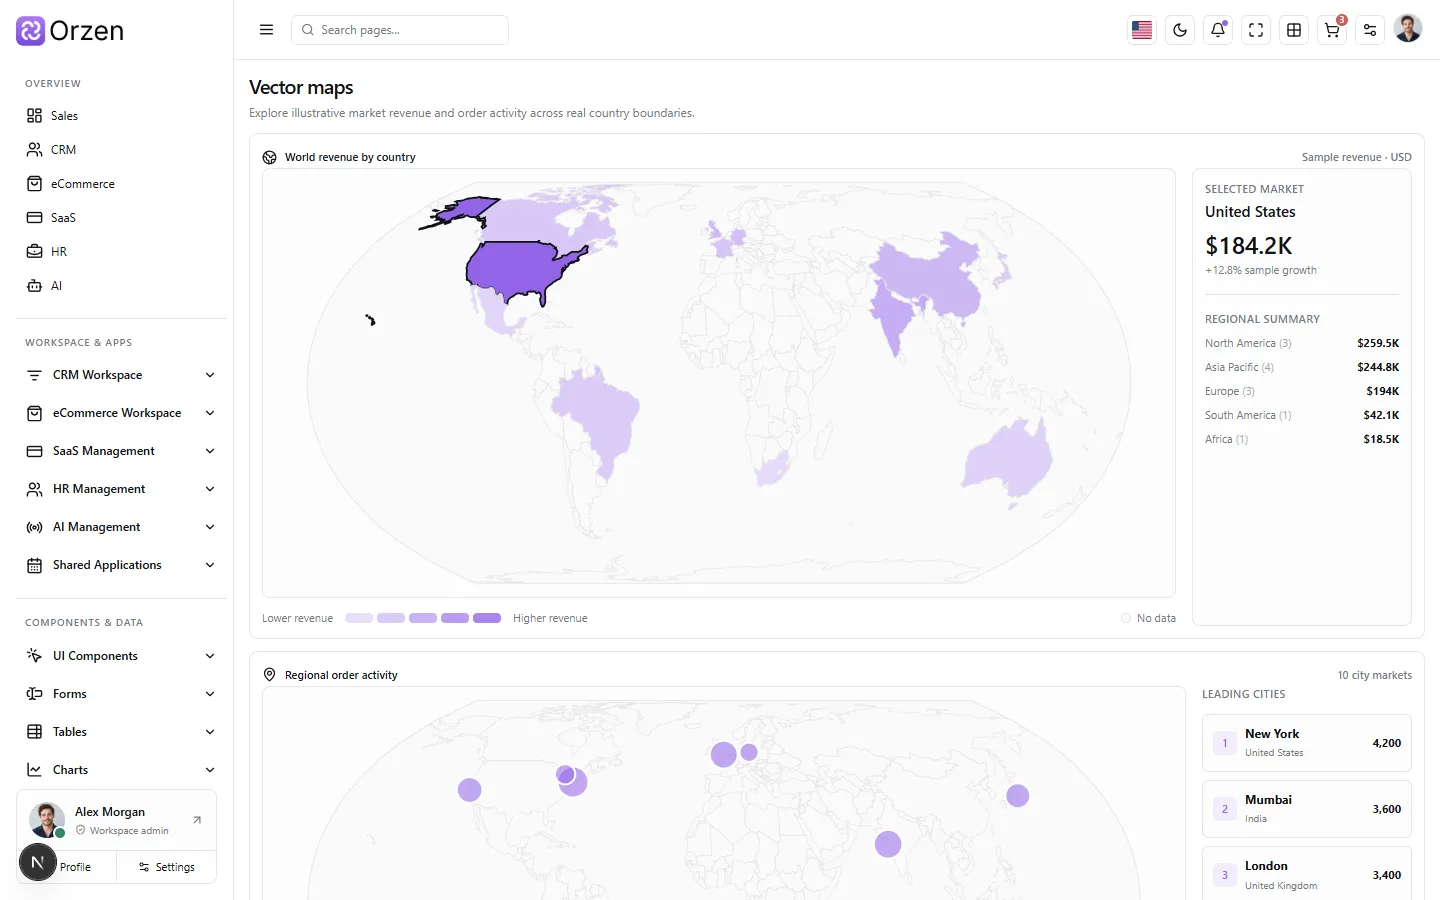 Orzen
Search pages...
3
OVERVIEW
Sales
CRM
eCommerce
SaaS
HR
AI
WORKSPACE & APPS
CRM Workspace
eCommerce Workspace
SaaS Management
HR Management
AI Management
Shared Applications
COMPONENTS & DATA
UI Components
Forms
Tables
Charts
Alex Morgan
Workspace admin
N
Profile
Settings
Vector maps
Explore illustrative market revenue and order activity across real country boundaries.
World revenue by country
Sample revenue · USD
SELECTED MARKET
United States
$184.2K
+12.8% sample growth
REGIONAL SUMMARY
North America (3) $259.5K
Asia Pacific (4) $244.8K
Europe (3) $194K
South America (1) $42.1K
Africa (1) $18.5K
Lower revenue
Higher revenue
No data
Regional order activity
10 city markets
LEADING CITIES
1 New York 4,200
United States
2 Mumbai 3,600
India
3 London 3,400
United Kingdom